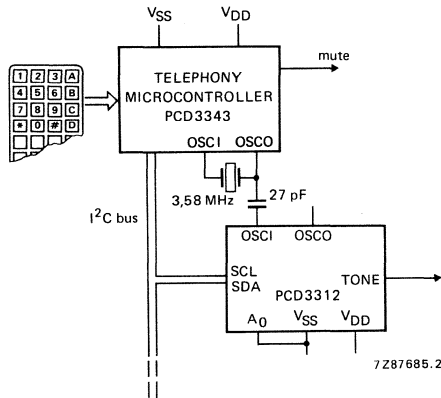 VSS VDD
mute
1 2 3 A
4 5 6 B
7 8 9 C
* 0 # D
TELEPHONY
MICROCONTROLLER
PCD3343
OSCI OSCO
3,58 MHz
27 pF
I²C bus
OSCI OSCO
SCL
SDA
TONE
PCD3312
A0 VSS VDD
7Z87685.2